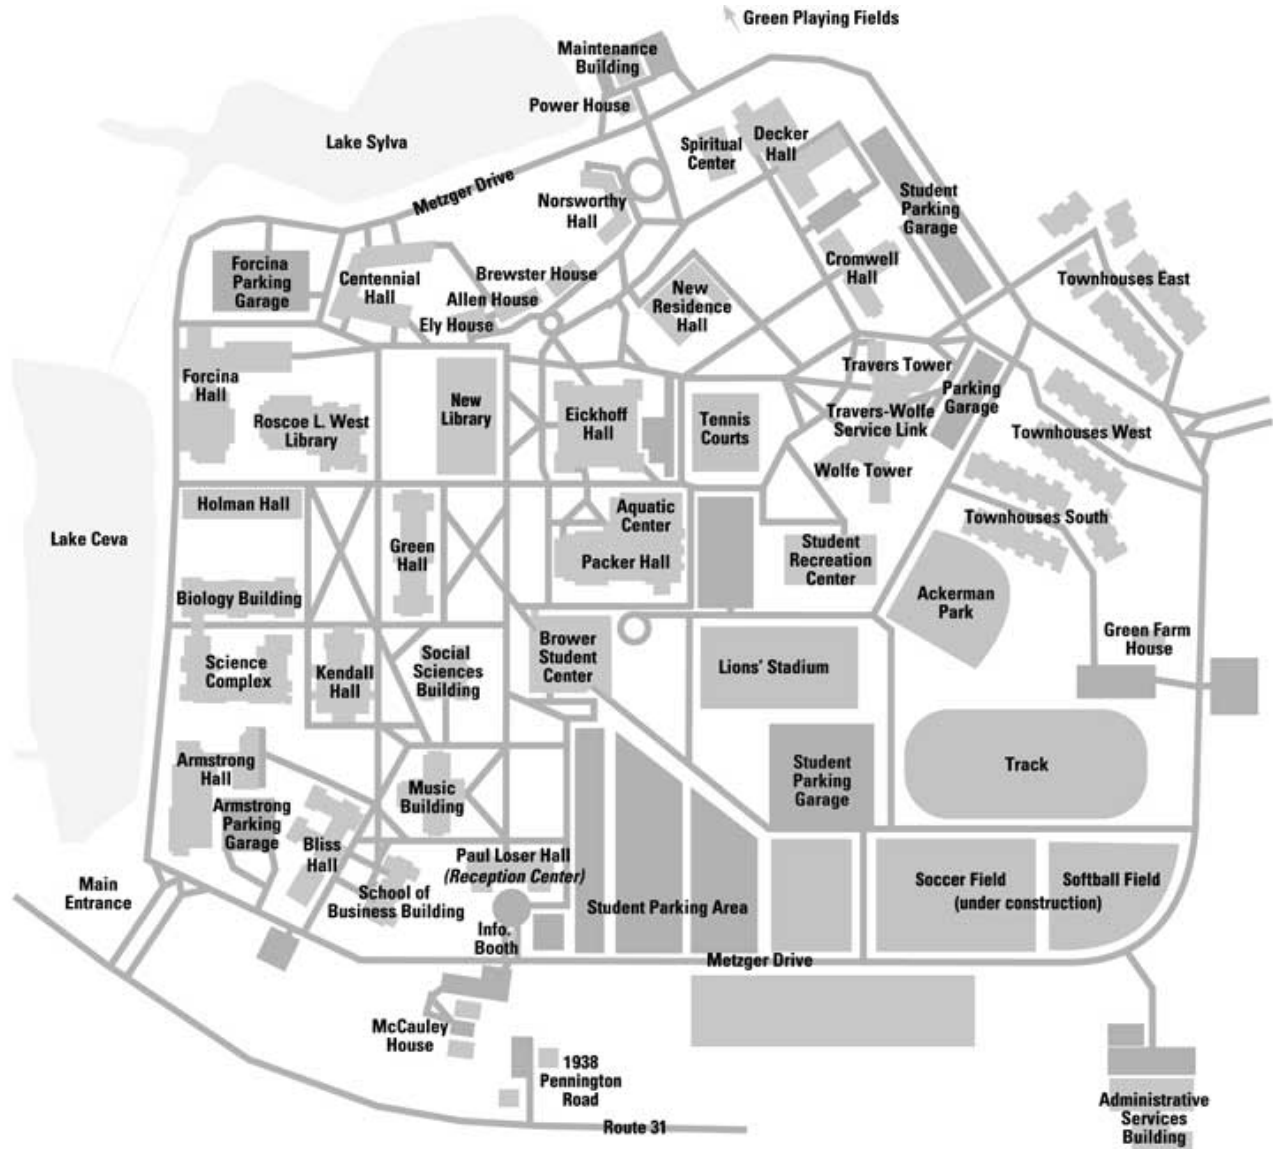 Green Playing Fields
Maintenance
Building
Power House
Lake Sylva
Spiritual
Center
Decker
Hall
Metzger Drive
Norsworthy
Hall
Student
Parking
Garage
Forcina
Parking
Garage
Centennial
Hall
Brewster House
Allen House
Ely House
New
Residence
Hall
Cromwell
Hall
Townhouses East
Forcina
Hall
Roscoe L. West
Library
New
Library
Eickhoff
Hall
Tennis
Courts
Travers Tower
Travers-Wolfe
Service Link
Wolfe Tower
Parking
Garage
Townhouses West
Holman Hall
Lake Ceva
Green
Hall
Aquatic
Center
Packer Hall
Student
Recreation
Center
Townhouses South
Biology Building
Ackerman
Park
Green Farm
House
Science
Complex
Kendall
Hall
Social
Sciences
Building
Brower
Student
Center
Lions' Stadium
Armstrong
Hall
Armstrong
Parking
Garage
Music
Building
Student
Parking
Garage
Track
Bliss
Hall
Paul Loser Hall
(Reception Center)
Main
Entrance
School of
Business Building
Info.
Booth
Student Parking Area
Soccer Field
Softball Field
(under construction)
Metzger Drive
McCauley
House
1938
Pennington
Road
Route 31
Administrative
Services
Building